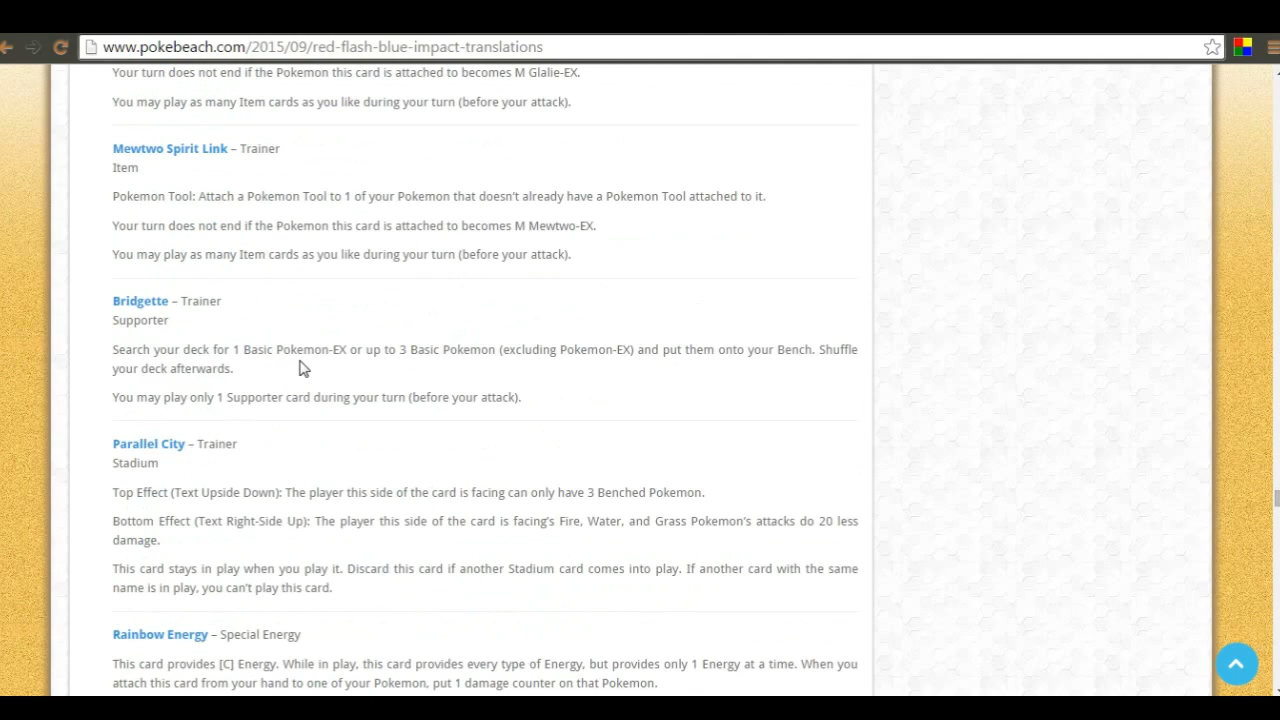 www.pokebeach.com/2015/09/red-flash-blue-impact-translations
Your turn does not end if the Pokemon this card is attached to becomes M Glalie-EX.
You may play as many Item cards as you like during your turn (before your attack).
Mewtwo Spirit Link – Trainer
Item
Pokemon Tool: Attach a Pokemon Tool to 1 of your Pokemon that doesn't already have a Pokemon Tool attached to it.
Your turn does not end if the Pokemon this card is attached to becomes M Mewtwo-EX.
You may play as many Item cards as you like during your turn (before your attack).
Bridgette – Trainer
Supporter
Search your deck for 1 Basic Pokemon-EX or up to 3 Basic Pokemon (excluding Pokemon-EX) and put them onto your Bench. Shuffle
your deck afterwards.
You may play only 1 Supporter card during your turn (before your attack).
Parallel City – Trainer
Stadium
Top Effect (Text Upside Down): The player this side of the card is facing can only have 3 Benched Pokemon.
Bottom Effect (Text Right-Side Up): The player this side of the card is facing's Fire, Water, and Grass Pokemon's attacks do 20 less
damage.
This card stays in play when you play it. Discard this card if another Stadium card comes into play. If another card with the same
name is in play, you can't play this card.
Rainbow Energy – Special Energy
This card provides [C] Energy. While in play, this card provides every type of Energy, but provides only 1 Energy at a time. When you
attach this card from your hand to one of your Pokemon, put 1 damage counter on that Pokemon.